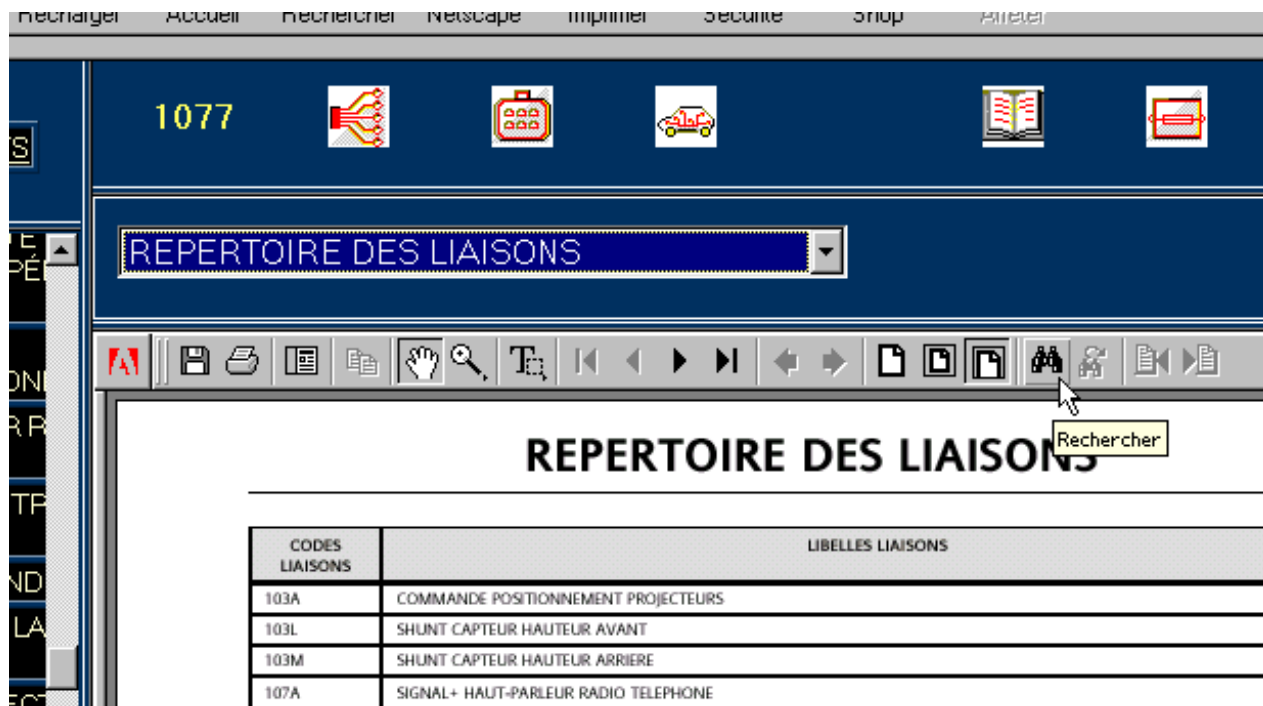 Recharger Accueil Rechercher Netscape Imprimer Sécurité Shop Arrêter
1077
REPERTOIRE DES LIAISONS
Rechercher
REPERTOIRE DES LIAISONS
CODES LIAISONS LIBELLES LIAISONS
103A COMMANDE POSITIONNEMENT PROJECTEURS
103L SHUNT CAPTEUR HAUTEUR AVANT
103M SHUNT CAPTEUR HAUTEUR ARRIERE
107A SIGNAL+ HAUT-PARLEUR RADIO TELEPHONE